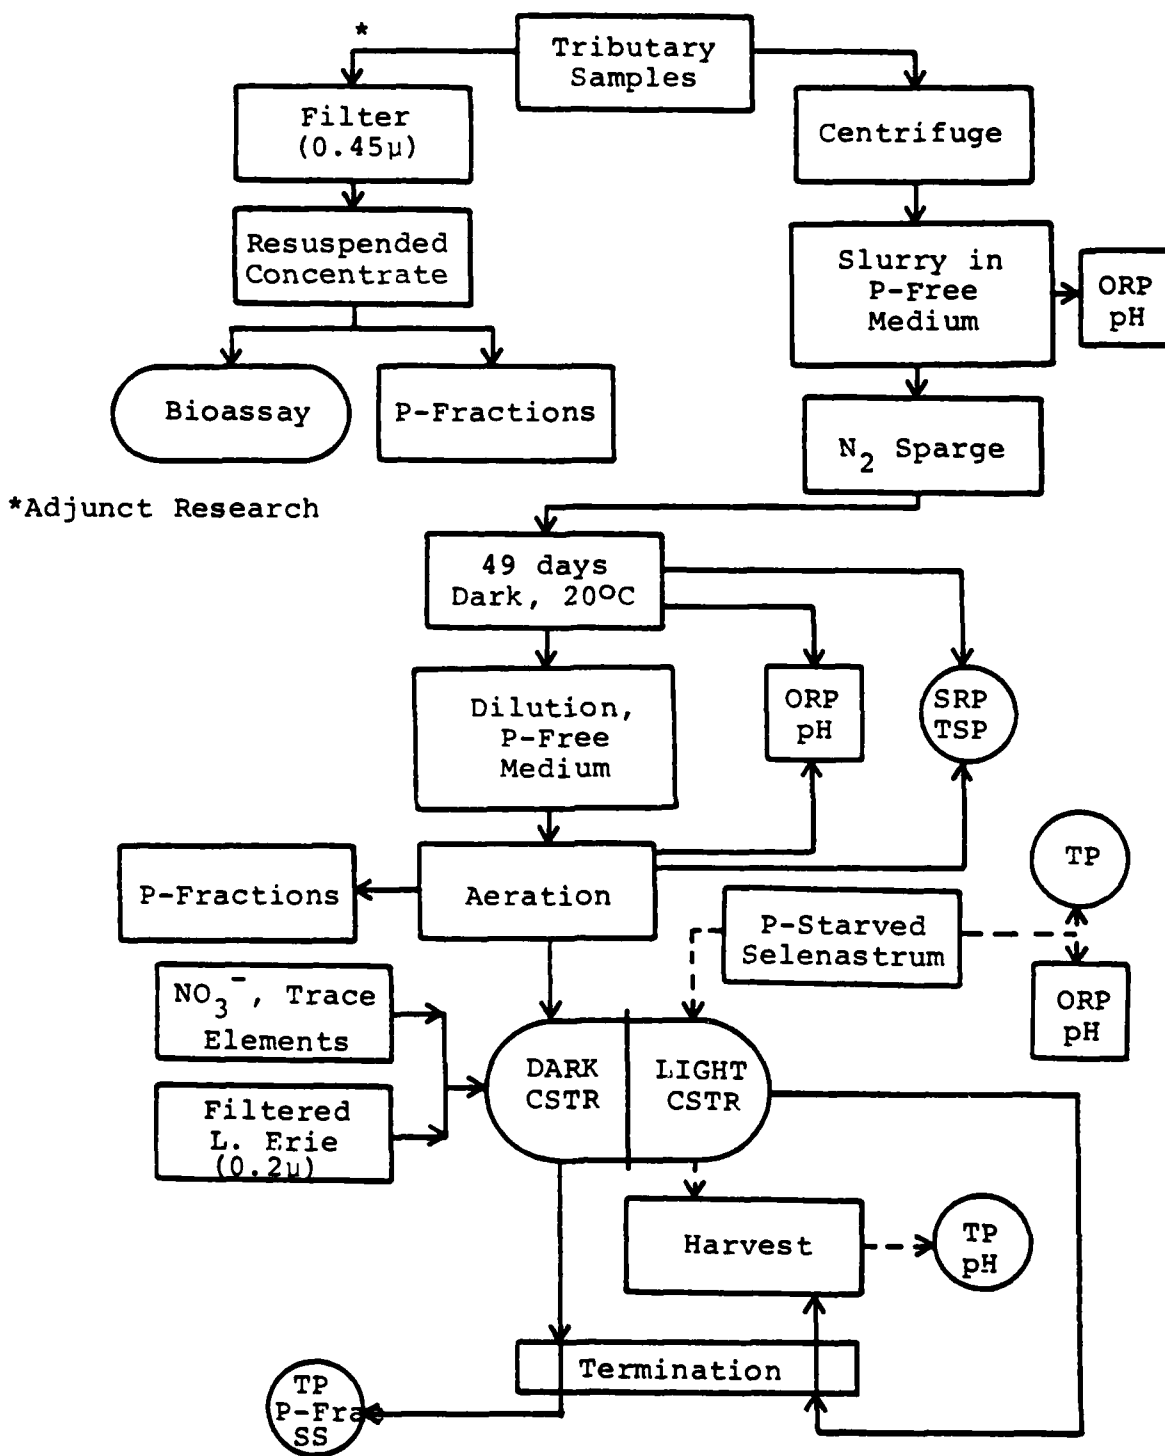 *
Tributary
Samples
Filter
(0.45μ)
Centrifuge
Resuspended
Concentrate
Slurry in
P-Free
Medium
ORP
pH
Bioassay
P-Fractions
N2 Sparge
*Adjunct Research
49 days
Dark, 20°C
Dilution,
P-Free
Medium
ORP
pH
SRP
TSP
P-Fractions
Aeration
P-Starved
Selenastrum
TP
ORP
pH
NO3-, Trace
Elements
Filtered
L. Erie
(0.2μ)
DARK
CSTR
LIGHT
CSTR
Harvest
TP
pH
Termination
TP
P-Frac
SS